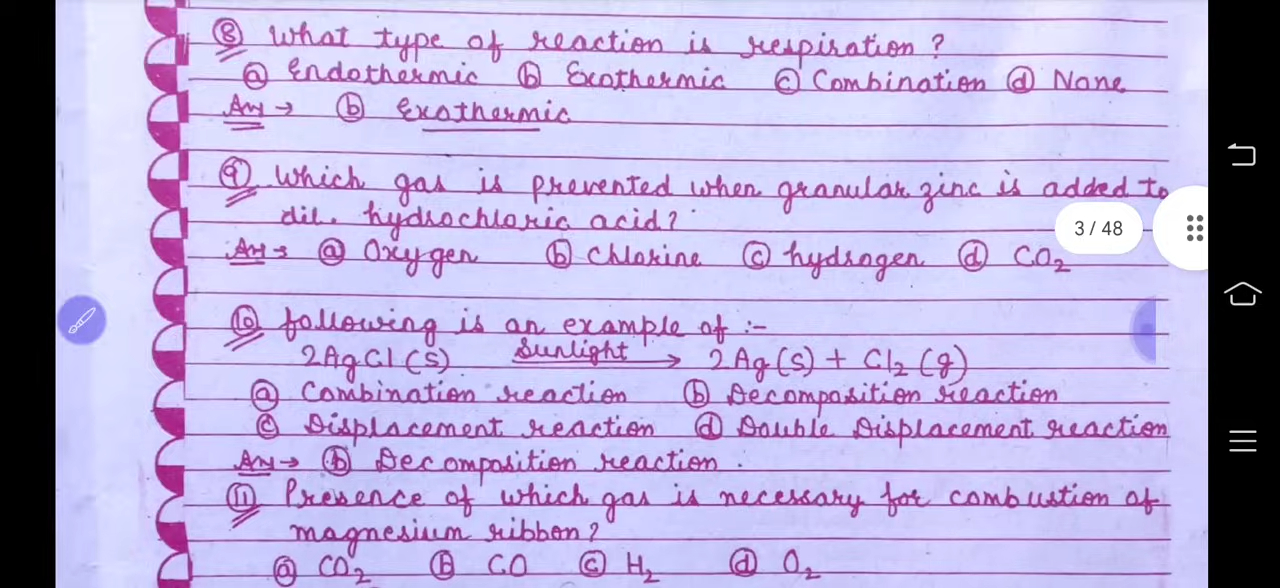 ⑧ What type of reaction is respiration ?
ⓐ Endothermic ⓑ Exothermic ⓒ Combination ⓓ None
Ans → ⓑ Exothermic
⑨ Which gas is prevented when granular zinc is added to
dil. hydrochloric acid?
Ans → ⓐ Oxygen ⓑ Chlorine ⓒ hydrogen ⓓ CO₂
3 / 48
⑩ following is an example of :-
2AgCl (s) Sunlight → 2Ag(s) + Cl₂ (g)
ⓐ Combination reaction ⓑ Decomposition reaction
ⓒ Displacement reaction ⓓ Double Displacement reaction
Ans → ⓑ Decomposition reaction.
⑪ Presence of which gas is necessary for combustion of
magnesium ribbon?
ⓐ CO₂ ⓑ CO ⓒ H₂ ⓓ O₂